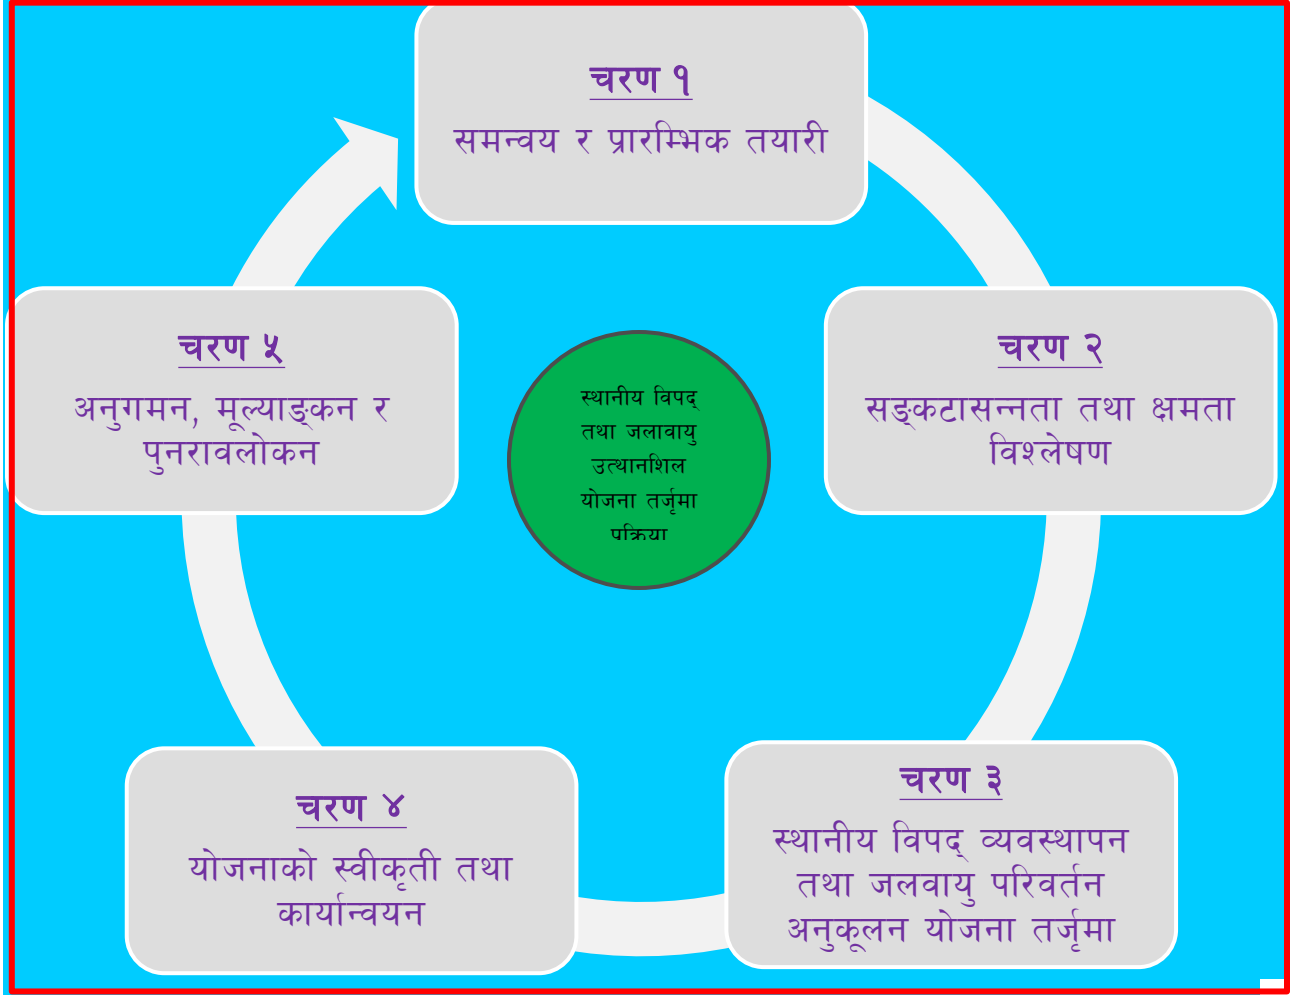 चरण १
समन्वय र प्रारम्भिक तयारी
चरण २
सङ्कटासन्नता तथा क्षमता
विश्लेषण
चरण ३
स्थानीय विपद् व्यवस्थापन
तथा जलवायु परिवर्तन
अनुकूलन योजना तर्जृमा
चरण ४
योजनाको स्वीकृती तथा
कार्यान्वयन
चरण ५
अनुगमन, मूल्याङ्कन र
पुनरावलोकन
स्थानीय विपद्
तथा जलावायु
उत्थानशिल
योजना तर्जृमा